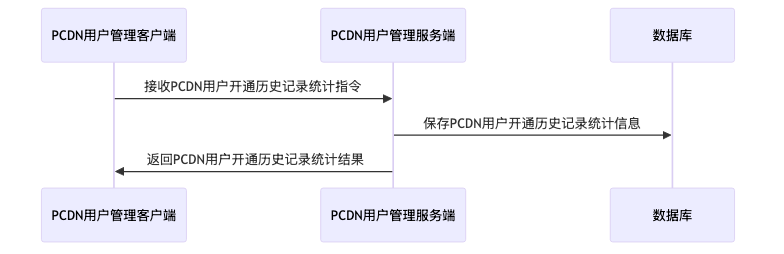 PCDN用户管理客户端
PCDN用户管理服务端
数据库
接收PCDN用户开通历史记录统计指令
保存PCDN用户开通历史记录统计信息
返回PCDN用户开通历史记录统计结果
PCDN用户管理客户端
PCDN用户管理服务端
数据库